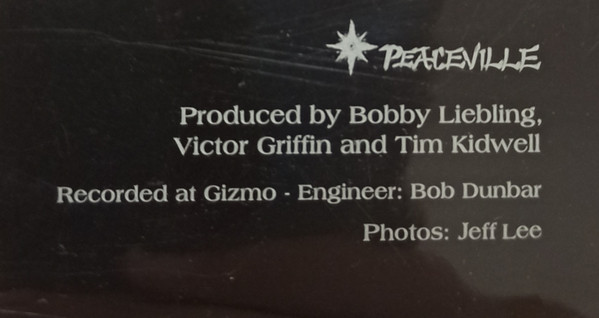 PEACEVILLE
Produced by Bobby Liebling,
Victor Griffin and Tim Kidwell
Recorded at Gizmo - Engineer: Bob Dunbar
Photos: Jeff Lee